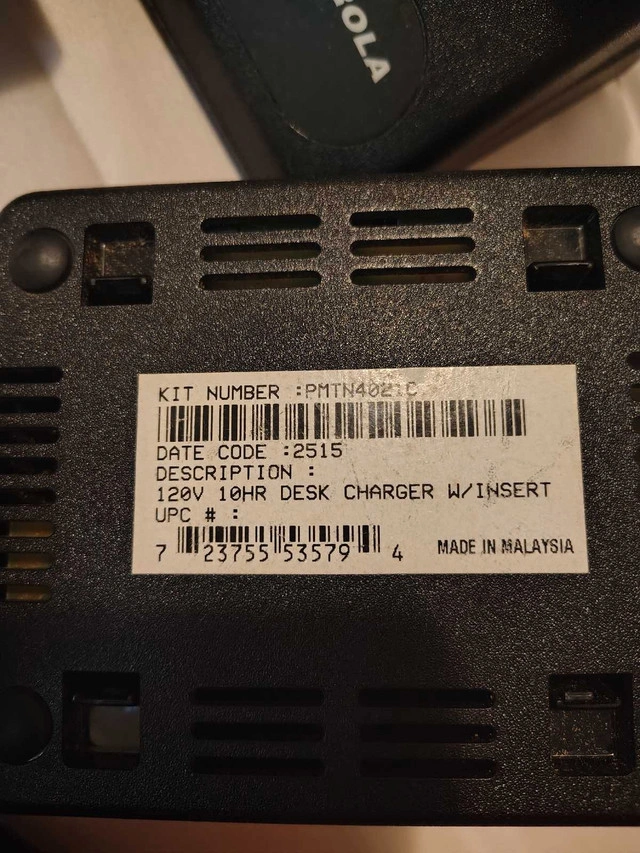 ROLA
KIT NUMBER :PMTN4021C
DATE CODE :2515
DESCRIPTION :
120V 10HR DESK CHARGER W/INSERT
UPC # :
7 23755 53579 4 MADE IN MALAYSIA